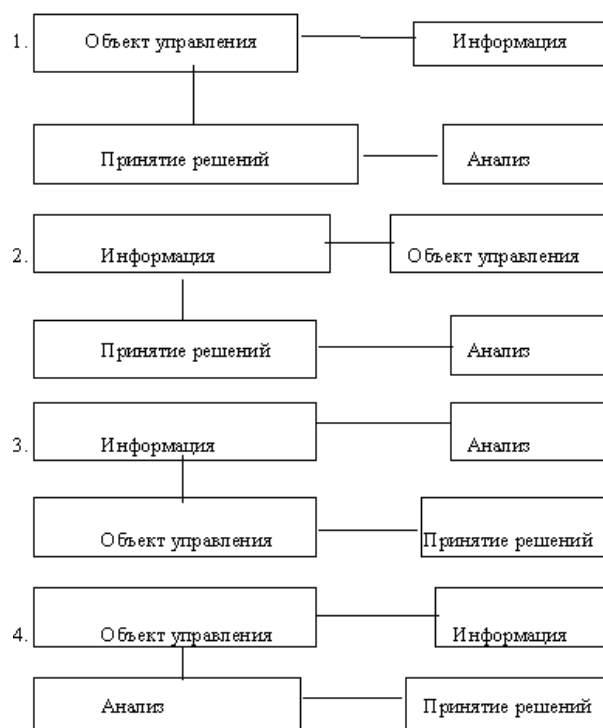 1. Объект управления Информация
Принятие решений Анализ
2. Информация Объект управления
Принятие решений Анализ
3. Информация Анализ
Объект управления Принятие решений
4. Объект управления Информация
Анализ Принятие решений